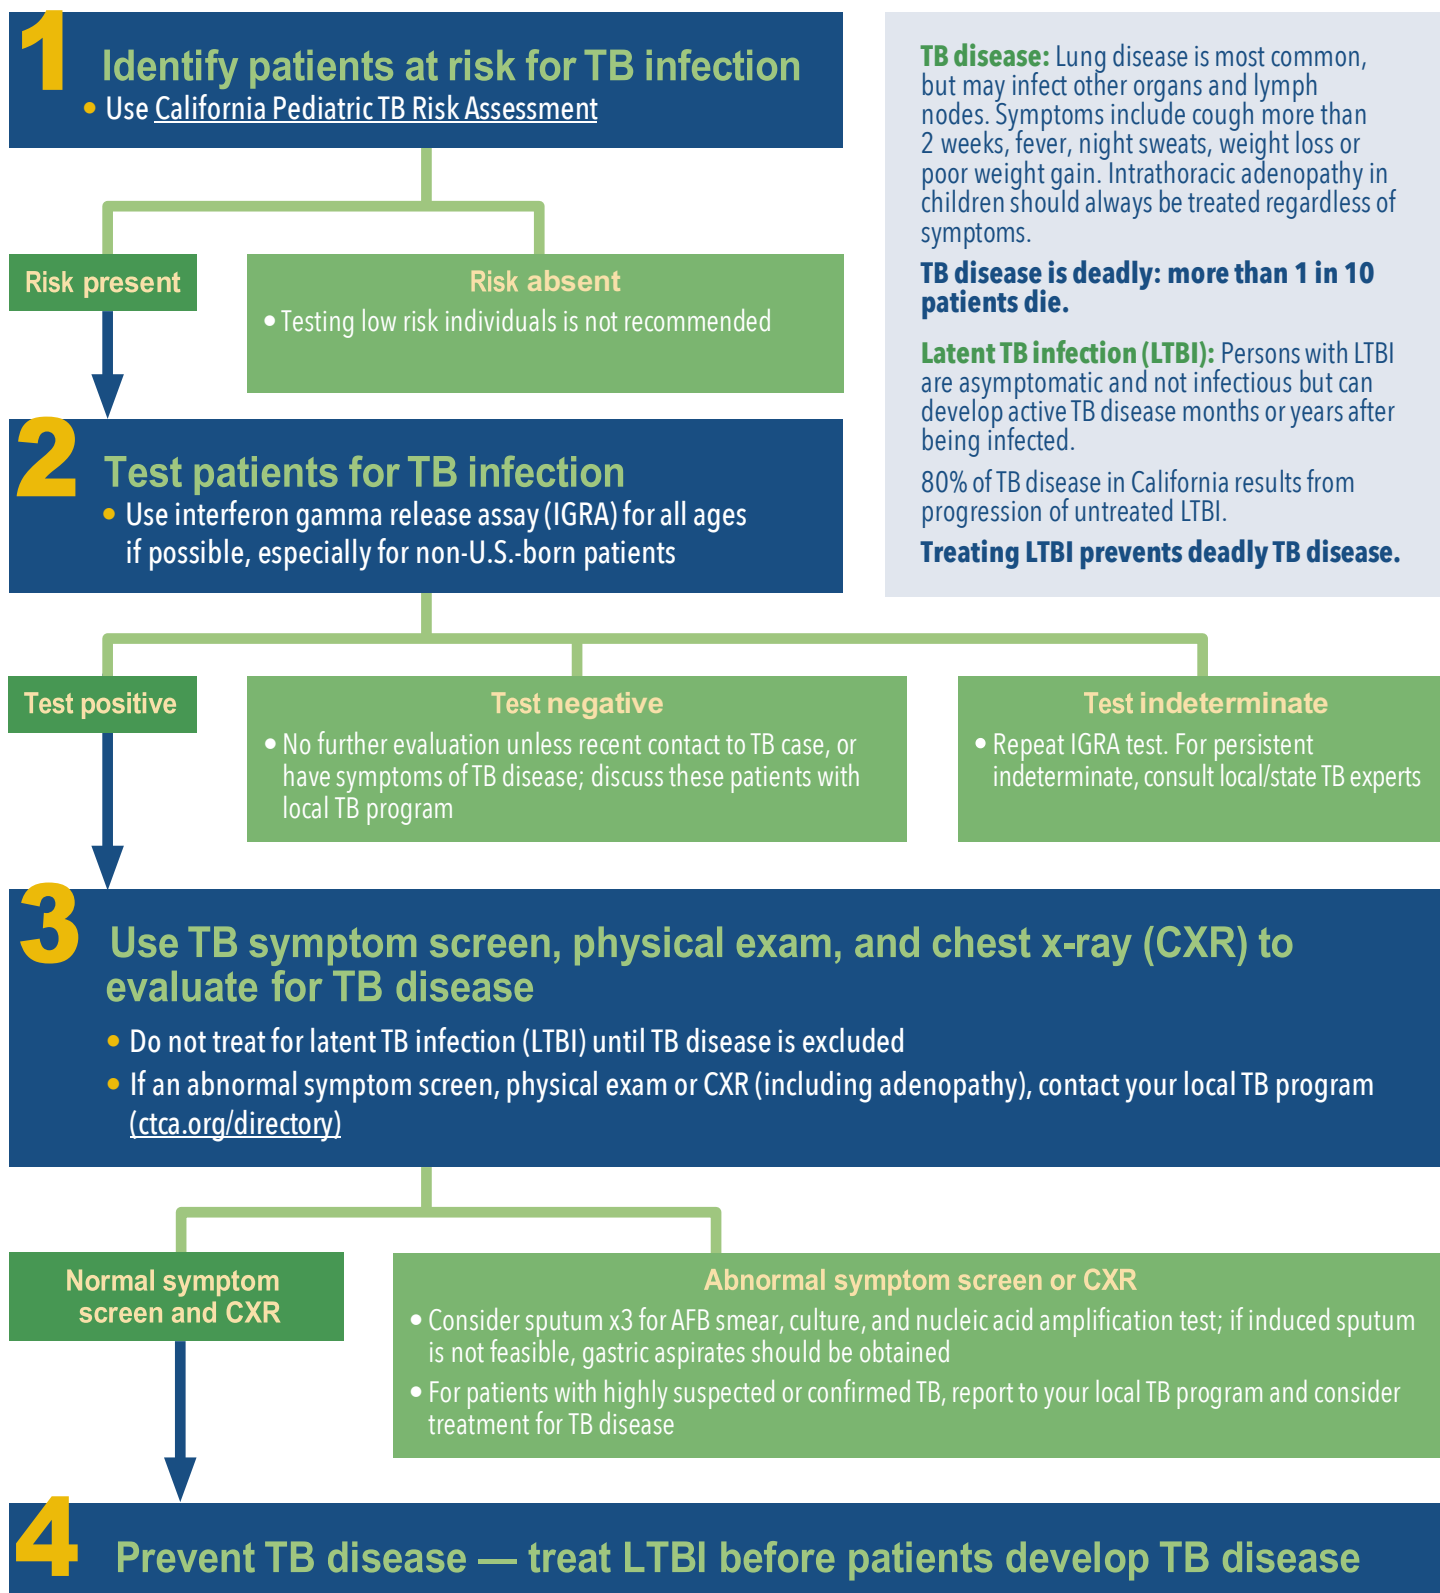 1
Identify patients at risk for TB infection
• Use California Pediatric TB Risk Assessment
TB disease: Lung disease is most common,
but may infect other organs and lymph
nodes. Symptoms include cough more than
2 weeks, fever, night sweats, weight loss or
poor weight gain. Intrathoracic adenopathy in
children should always be treated regardless of
symptoms.
TB disease is deadly: more than 1 in 10
patients die.
Latent TB infection (LTBI): Persons with LTBI
are asymptomatic and not infectious but can
develop active TB disease months or years after
being infected.
80% of TB disease in California results from
progression of untreated LTBI.
Treating LTBI prevents deadly TB disease.
Risk present
Risk absent
• Testing low risk individuals is not recommended
2
Test patients for TB infection
• Use interferon gamma release assay (IGRA) for all ages
if possible, especially for non-U.S.-born patients
Test positive
Test negative
• No further evaluation unless recent contact to TB case, or
have symptoms of TB disease; discuss these patients with
local TB program
Test indeterminate
• Repeat IGRA test. For persistent
indeterminate, consult local/state TB experts
3
Use TB symptom screen, physical exam, and chest x-ray (CXR) to
evaluate for TB disease
• Do not treat for latent TB infection (LTBI) until TB disease is excluded
• If an abnormal symptom screen, physical exam or CXR (including adenopathy), contact your local TB program
(ctca.org/directory)
Normal symptom
screen and CXR
Abnormal symptom screen or CXR
• Consider sputum x3 for AFB smear, culture, and nucleic acid amplification test; if induced sputum
is not feasible, gastric aspirates should be obtained
• For patients with highly suspected or confirmed TB, report to your local TB program and consider
treatment for TB disease
4
Prevent TB disease — treat LTBI before patients develop TB disease